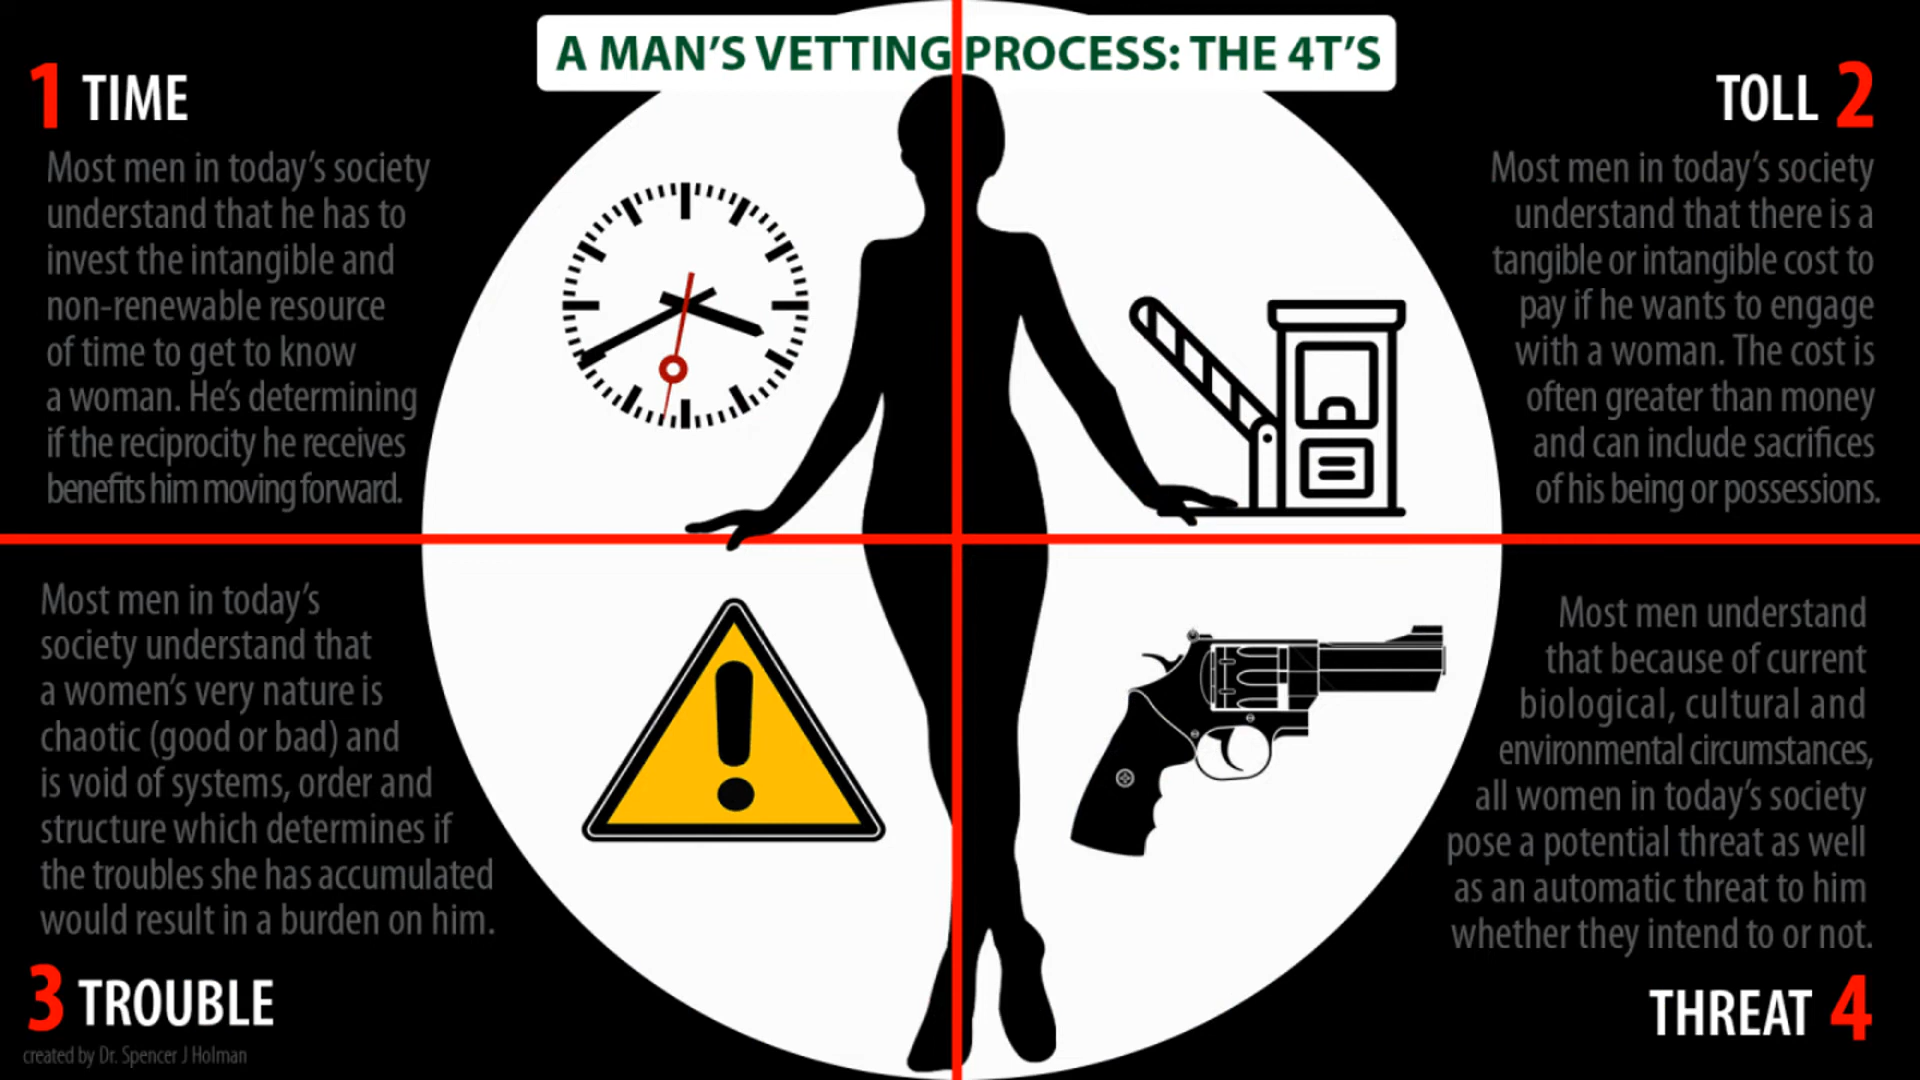 A MAN'S VETTING PROCESS: THE 4T'S
1 TIME
Most men in today's society
understand that he has to
invest the intangible and
non-renewable resource
of time to get to know
a woman. He's determining
if the reciprocity he receives
benefits him moving forward.
TOLL 2
Most men in today's society
understand that there is a
tangible or intangible cost to
pay if he wants to engage
with a woman. The cost is
often greater than money
and can include sacrifices
of his being or possessions.
Most men in today's
society understand that
a women's very nature is
chaotic (good or bad) and
is void of systems, order and
structure which determines if
the troubles she has accumulated
would result in a burden on him.
3 TROUBLE
created by Dr. Spencer J Holman
Most men understand
that because of current
biological, cultural and
environmental circumstances,
all women in today's society
pose a potential threat as well
as an automatic threat to him
whether they intend to or not.
THREAT 4